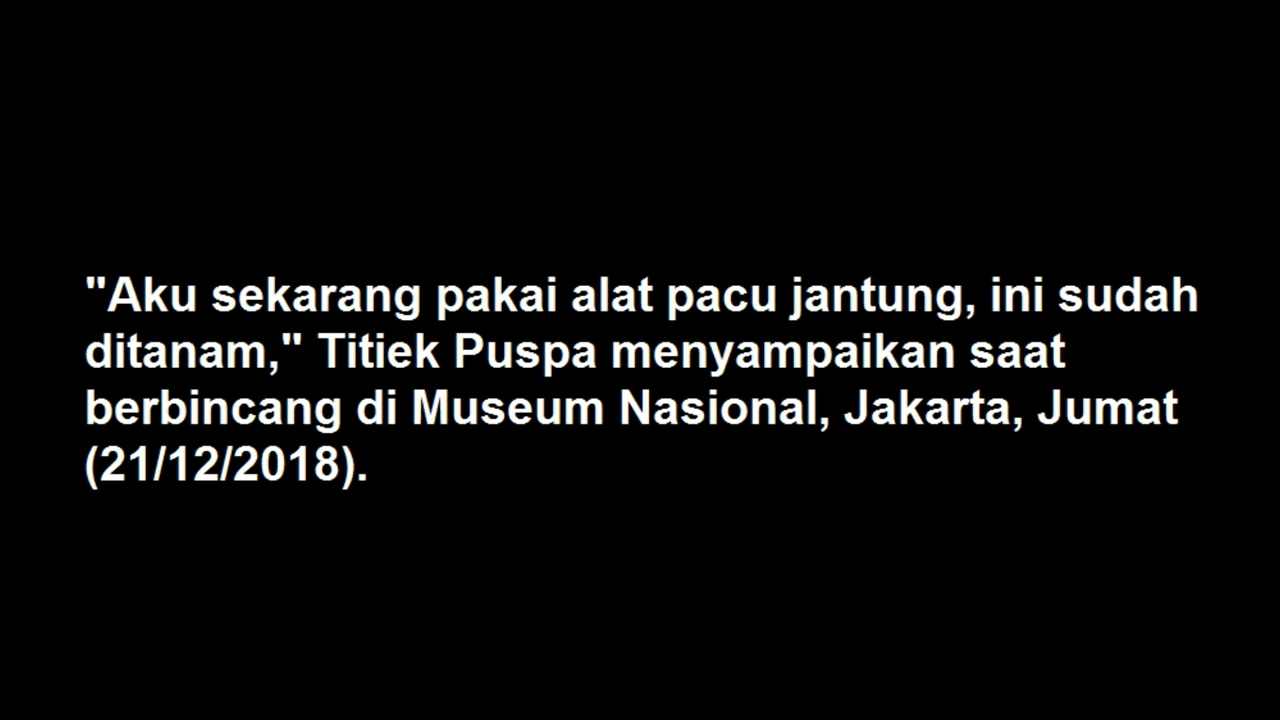 "Aku sekarang pakai alat pacu jantung, ini sudah
ditanam," Titiek Puspa menyampaikan saat
berbincang di Museum Nasional, Jakarta, Jumat
(21/12/2018).